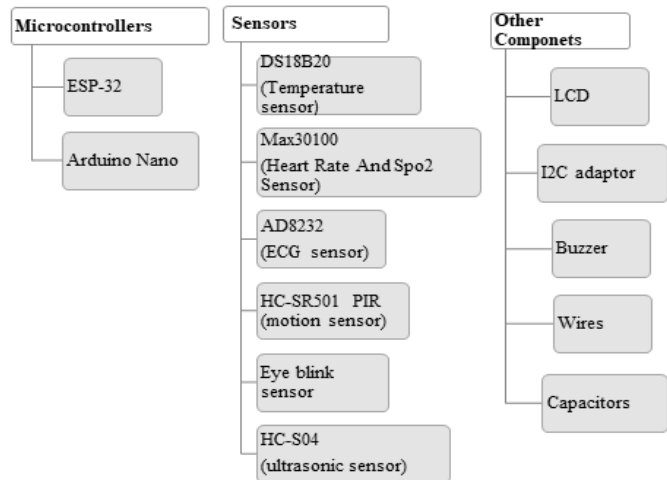 Microcontrollers
ESP-32
Arduino Nano
Sensors
DS18B20
(Temperature
sensor)
Max30100
(Heart Rate And Spo2
Sensor)
AD8232
(ECG sensor)
HC-SR501 PIR
(motion sensor)
Eye blink
sensor
HC-S04
(ultrasonic sensor)
Other
Componets
LCD
I2C adaptor
Buzzer
Wires
Capacitors